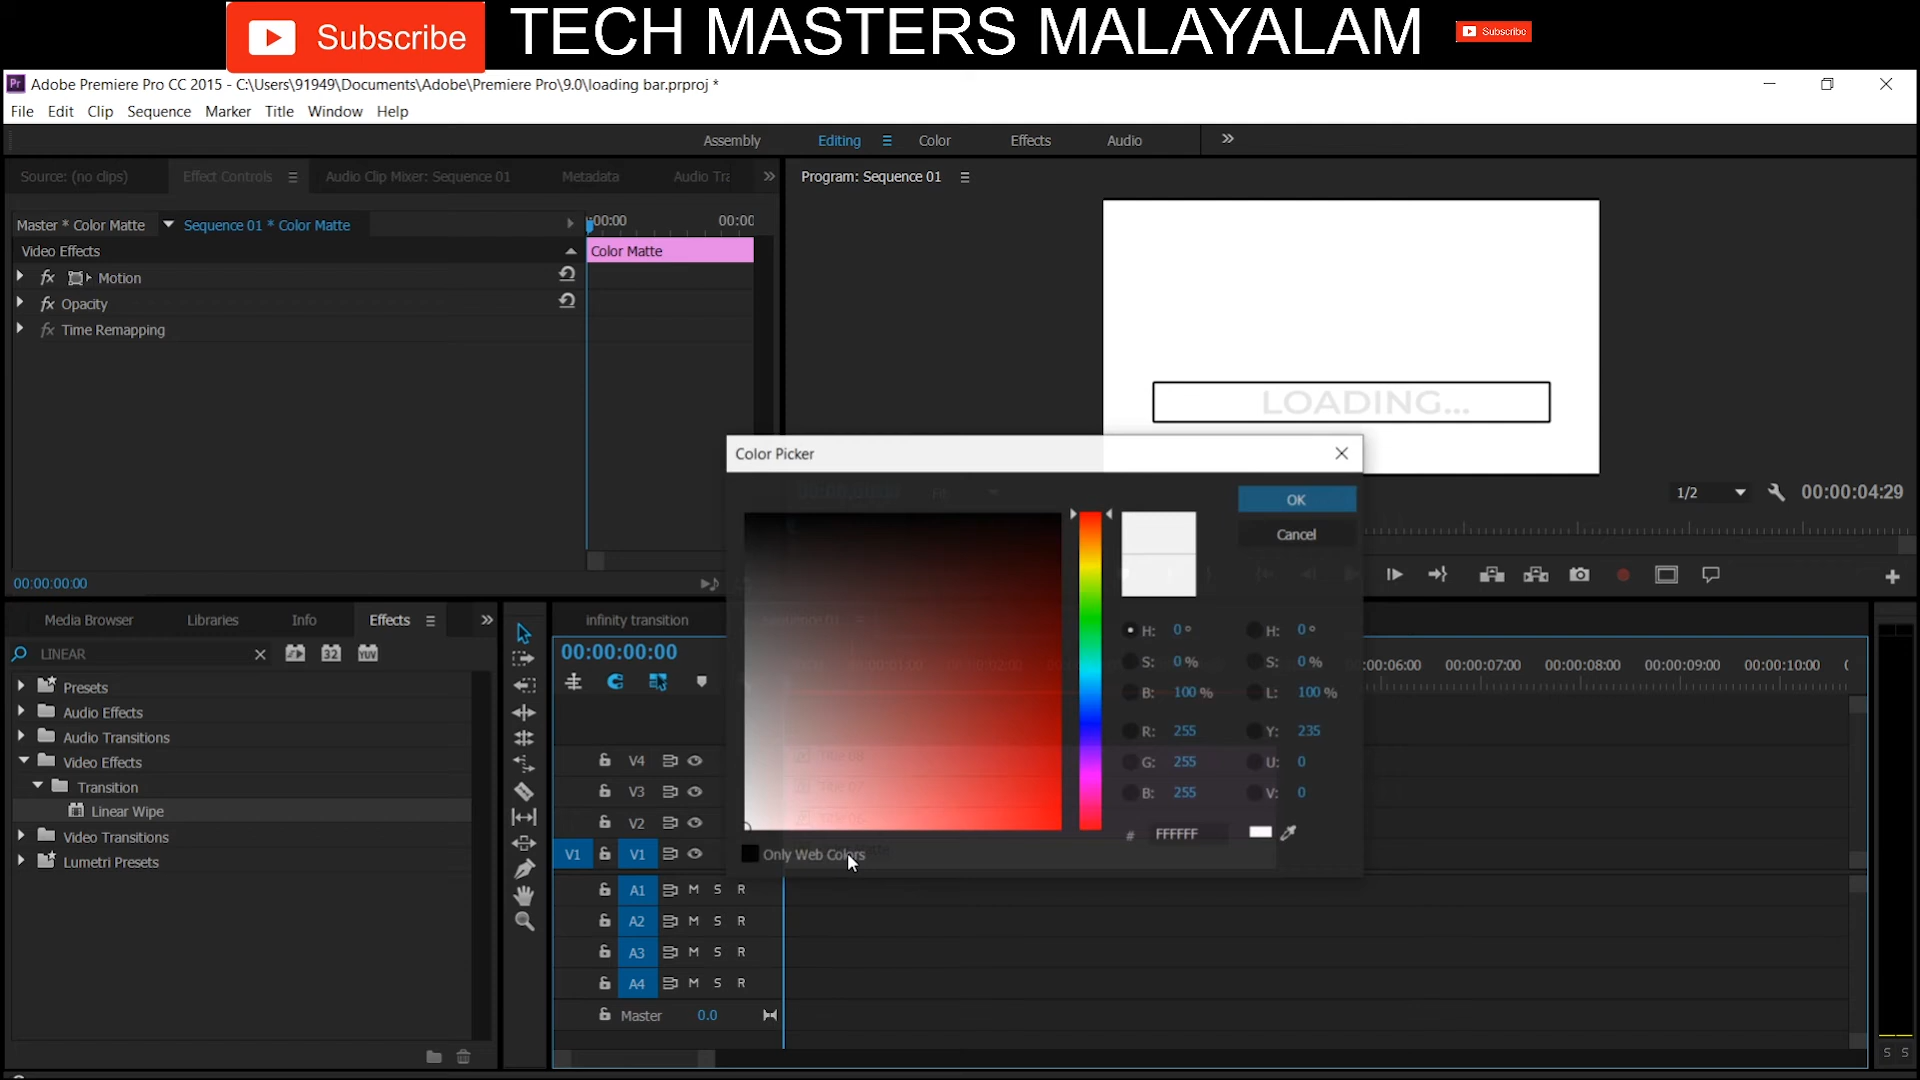 Subscribe
TECH MASTERS MALAYALAM
Subscribe
Pr
Adobe Premiere Pro CC 2015 - C:\Users\91949\Documents\Adobe\Premiere Pro\9.0\loading bar.prproj *
File Edit Clip Sequence Marker Title Window Help
Assembly Editing Color Effects Audio
Source: (no clips) Effect Controls Audio Clip Mixer: Sequence 01 Metadata Audio Tra
Program: Sequence 01
Master * Color Matte Sequence 01 * Color Matte
:00:00 00:00
Video Effects
Color Matte
fx Motion
fx Opacity
fx Time Remapping
LOADING...
Color Picker
1/2 00:00:04:29
Fit
OK
Cancel
00:00:00:00
H: 0 ° H: 0 °
S: 0 % S: 0 %
B: 100 % L: 100 %
R: 255 Y: 235
G: 255 U: 0
B: 255 V: 0
# FFFFFF
Only Web Colors
Media Browser Libraries Info Effects
LINEAR
32 YUV
Presets
Audio Effects
Audio Transitions
Video Effects
Transition
Linear Wipe
Video Transitions
Lumetri Presets
infinity transition
00:00:00:00
:00:06:00 00:00:07:00 00:00:08:00 00:00:09:00 00:00:10:00
V4
V3
V2
V1 V1
A1 M S R
A2 M S R
A3 M S R
A4 M S R
Master 0.0
S S